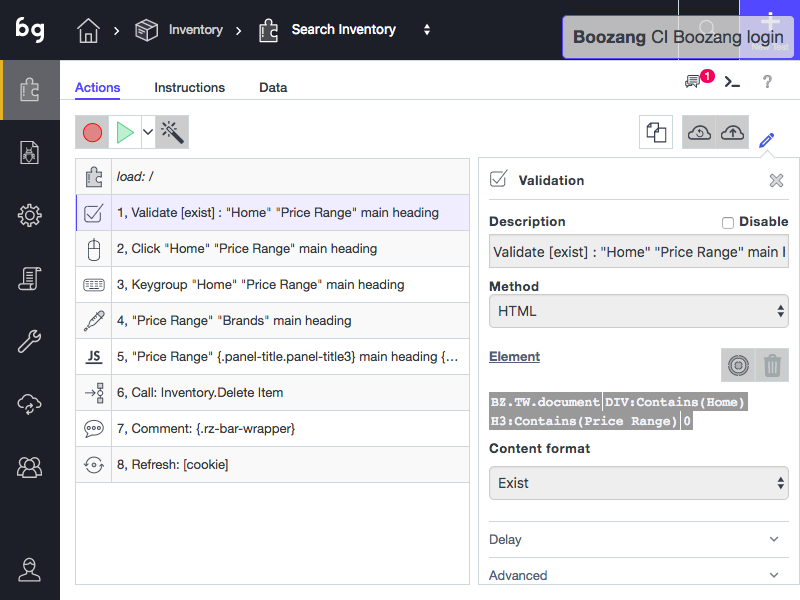 bg
Inventory
Search Inventory
Boozang CI Boozang login
Actions
Instructions
Data
1
?
load: /
1, Validate [exist] : "Home" "Price Range" main heading
2, Click "Home" "Price Range" main heading
3, Keygroup "Home" "Price Range" main heading
4, "Price Range" "Brands" main heading
JS
5, "Price Range" {.panel-title.panel-title3} main heading {...
6, Call: Inventory.Delete Item
7, Comment: {.rz-bar-wrapper}
8, Refresh: [cookie]
Validation
Description
Disable
Validate [exist] : "Home" "Price Range" main
Method
HTML
Element
BZ.TW.document DIV:Contains(Home)
H3:Contains(Price Range) 0
Content format
Exist
Delay
Advanced